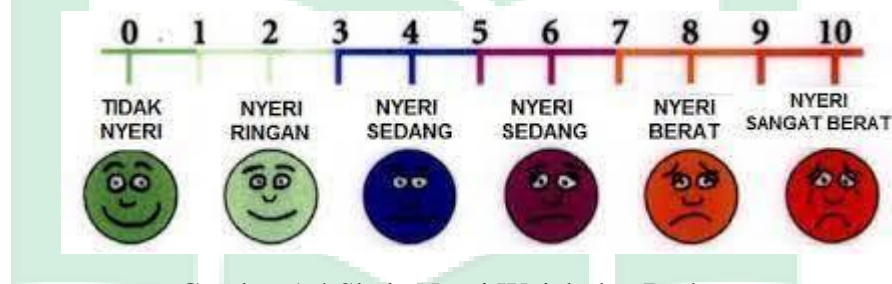 0 1 2 3 4 5 6 7 8 9 10
TIDAK NYERI
NYERI RINGAN
NYERI SEDANG
NYERI SEDANG
NYERI BERAT
NYERI SANGAT BERAT